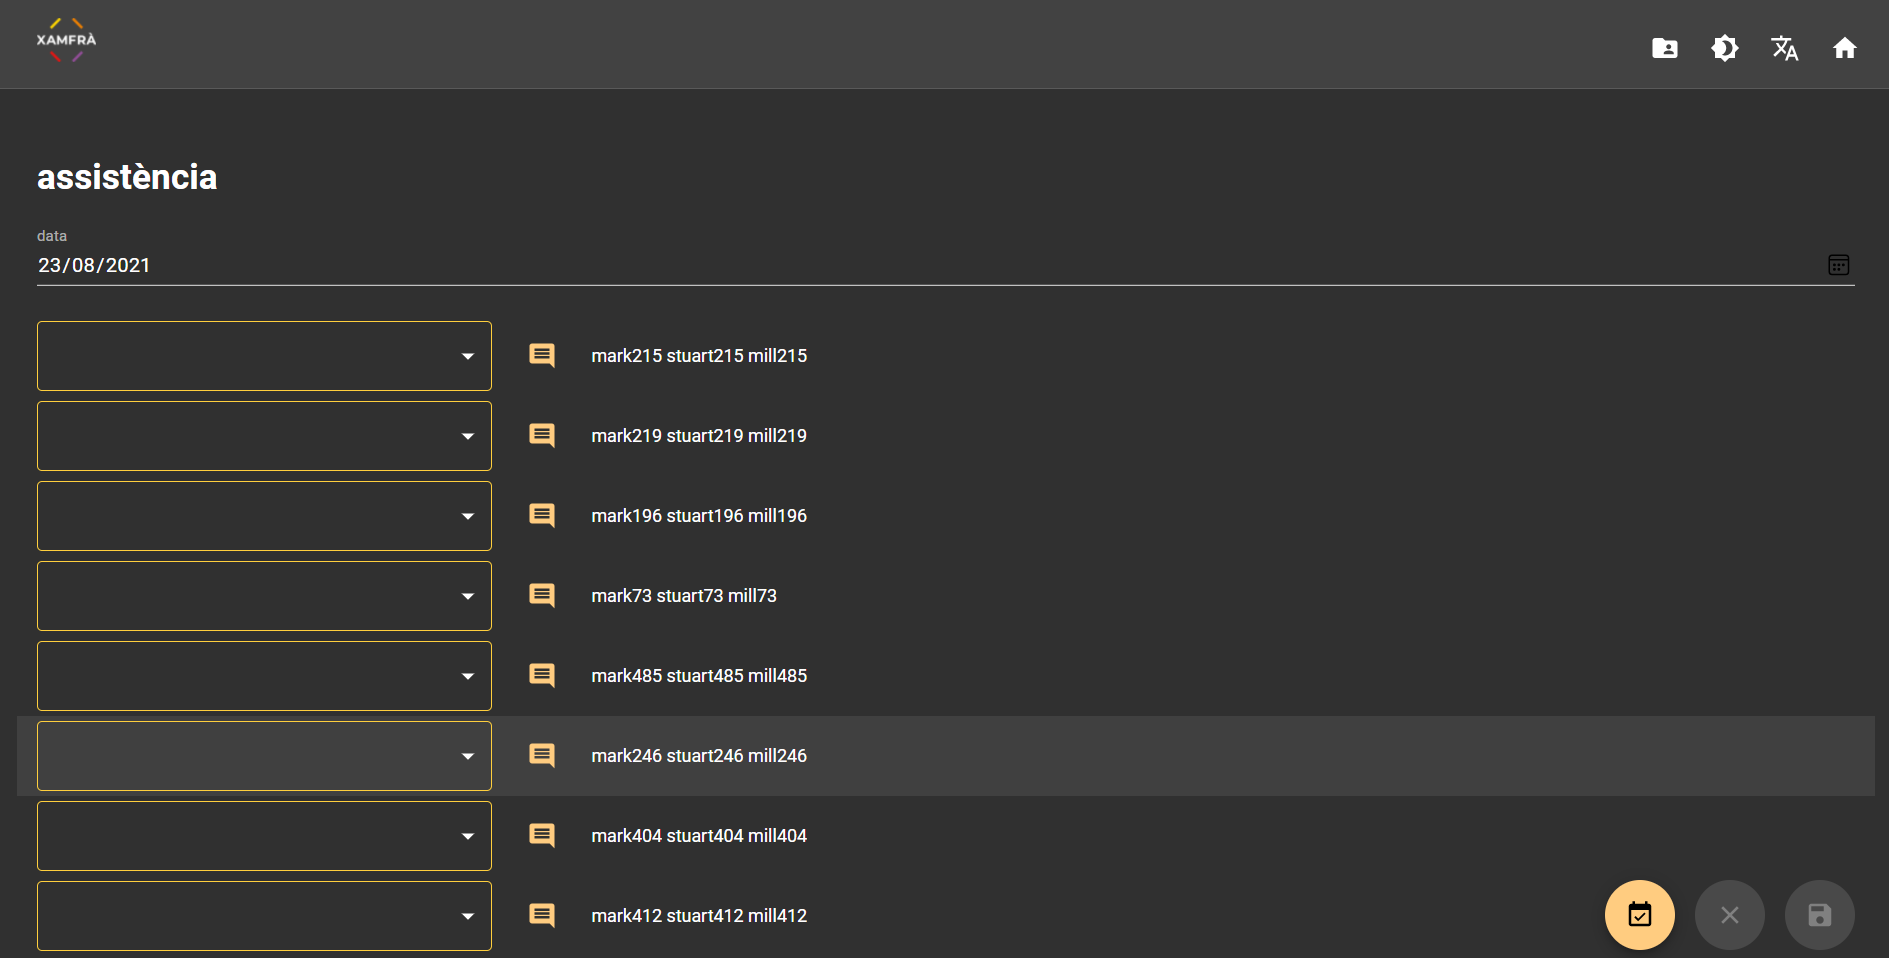 XAMFRÀ
assistència
data
23/08/2021
mark215 stuart215 mill215
mark219 stuart219 mill219
mark196 stuart196 mill196
mark73 stuart73 mill73
mark485 stuart485 mill485
mark246 stuart246 mill246
mark404 stuart404 mill404
mark412 stuart412 mill412